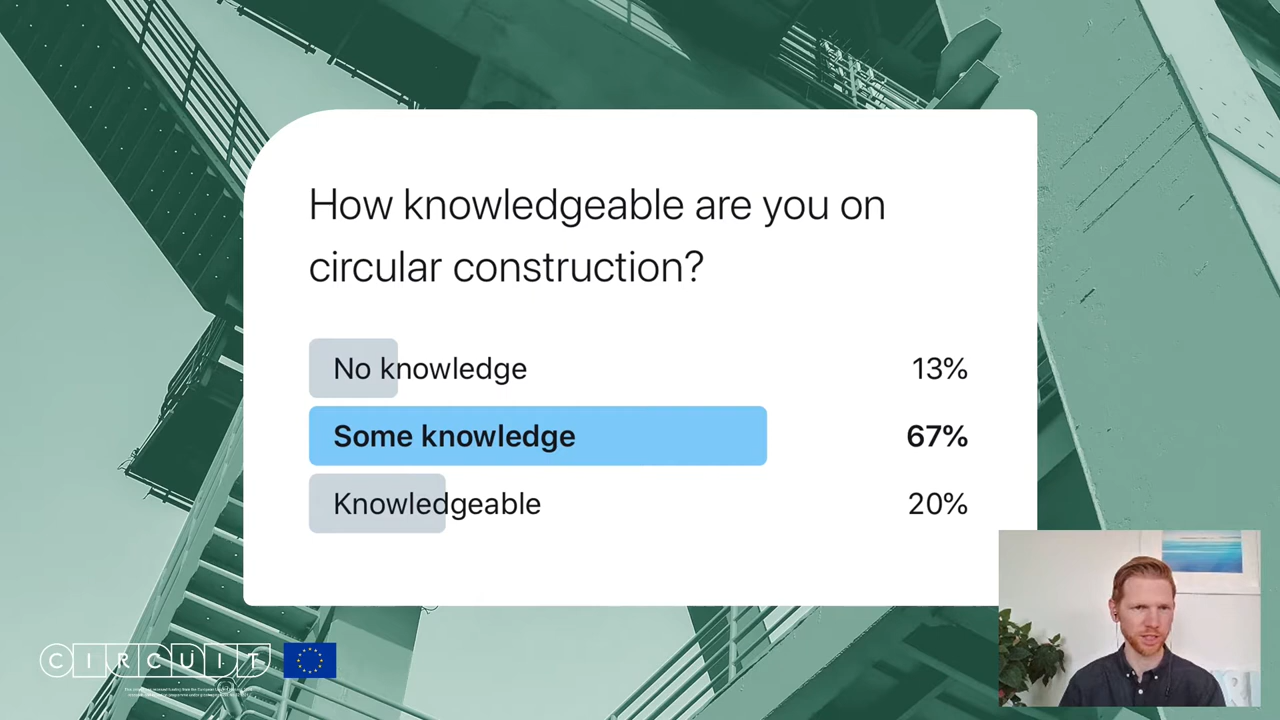 How knowledgeable are you on
circular construction?
No knowledge 13%
Some knowledge 67%
Knowledgeable 20%
CIRCUIT